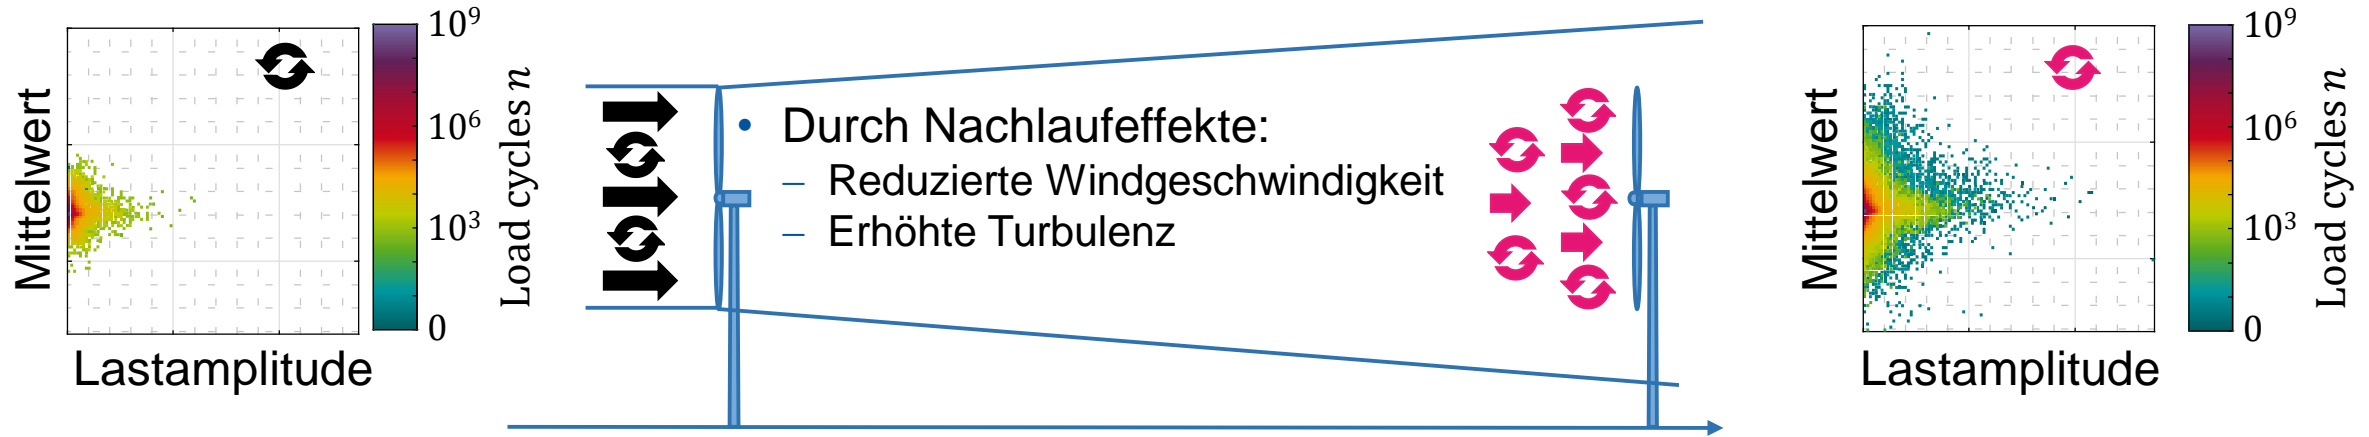 Mittelwert
Lastamplitude
10⁹
10⁶
10³
0
Load cycles n
• Durch Nachlaufeffekte:
– Reduzierte Windgeschwindigkeit
– Erhöhte Turbulenz
Mittelwert
Lastamplitude
10⁹
10⁶
10³
0
Load cycles n